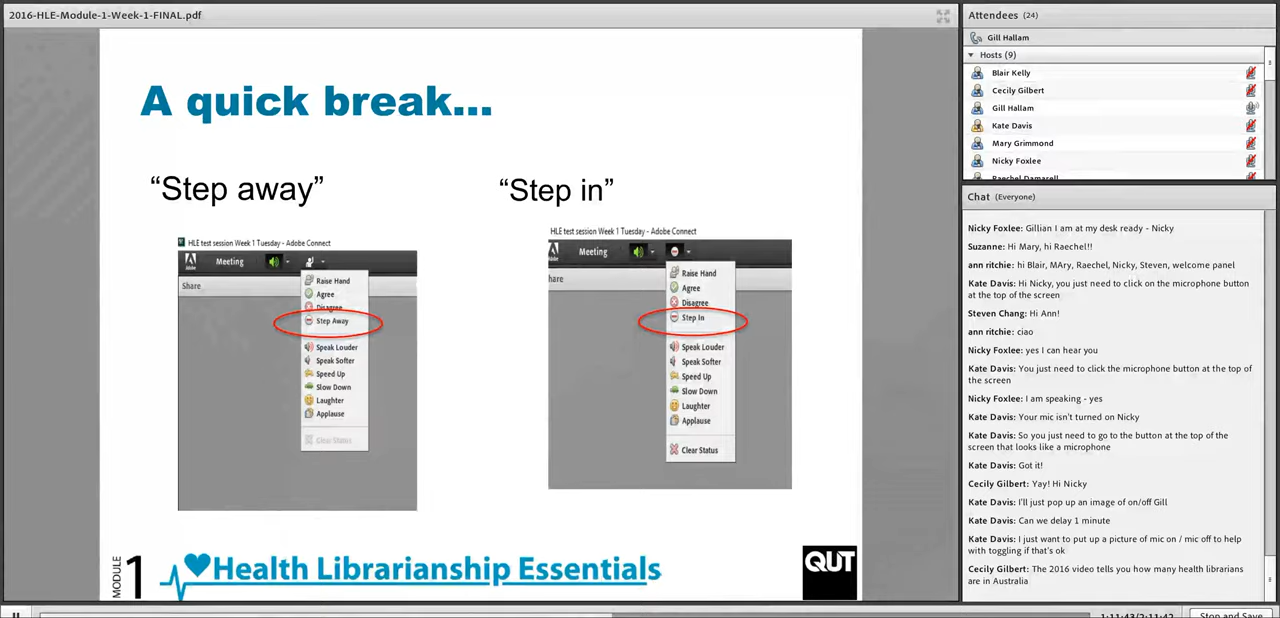 2016-HLE-Module-1-Week-1-FINAL.pdf
A quick break...
“Step away”
HLE test session Week 1 Tuesday - Adobe Connect
Meeting
Share
Raise Hand
Agree
Disagree
Step Away
Speak Louder
Speak Softer
Speed Up
Slow Down
Laughter
Applause
Clear Status
“Step in”
HLE test session Week 1 Tuesday - Adobe Connect
Meeting
hare
Raise Hand
Agree
Disagree
Step In
Speak Louder
Speak Softer
Speed Up
Slow Down
Laughter
Applause
Clear Status
MODULE 1
Health Librarianship Essentials
QUT
Attendees (24)
Gill Hallam
Hosts (9)
Blair Kelly
Cecily Gilbert
Gill Hallam
Kate Davis
Mary Grimmond
Nicky Foxlee
Raechel Damarell
Chat (Everyone)
Nicky Foxlee: Gillian I am at my desk ready - Nicky
Suzanne: Hi Mary, hi Raechel!!
ann ritchie: hi Blair, MAry, Raechel, Nicky, Steven, welcome panel
Kate Davis: Hi Nicky, you just need to click on the microphone button
at the top of the screen
Steven Chang: Hi Ann!
ann ritchie: ciao
Nicky Foxlee: yes I can hear you
Kate Davis: You just need to click the microphone button at the top of
the screen
Nicky Foxlee: I am speaking - yes
Kate Davis: Your mic isn't turned on Nicky
Kate Davis: So you just need to go to the button at the top of the
screen that looks like a microphone
Kate Davis: Got it!
Cecily Gilbert: Yay! Hi Nicky
Kate Davis: I'll just pop up an image of on/off Gill
Kate Davis: Can we delay 1 minute
Kate Davis: I just want to put up a picture of mic on / mic off to help
with toggling if that's ok
Cecily Gilbert: The 2016 video tells you how many health librarians
are in Australia
1:11:43/2:11:42
Stop and Save